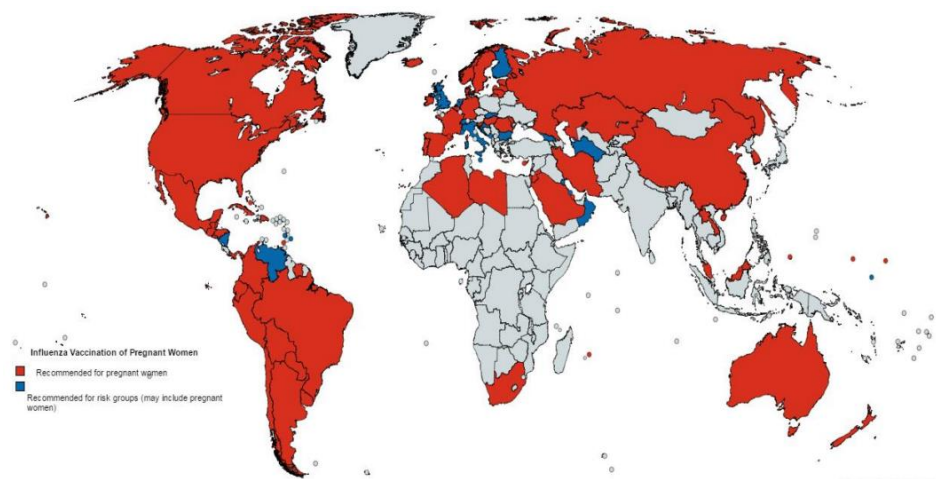 Influenza Vaccination of Pregnant Women
Recommended for pregnant women
Recommended for risk groups (may include pregnant
women)